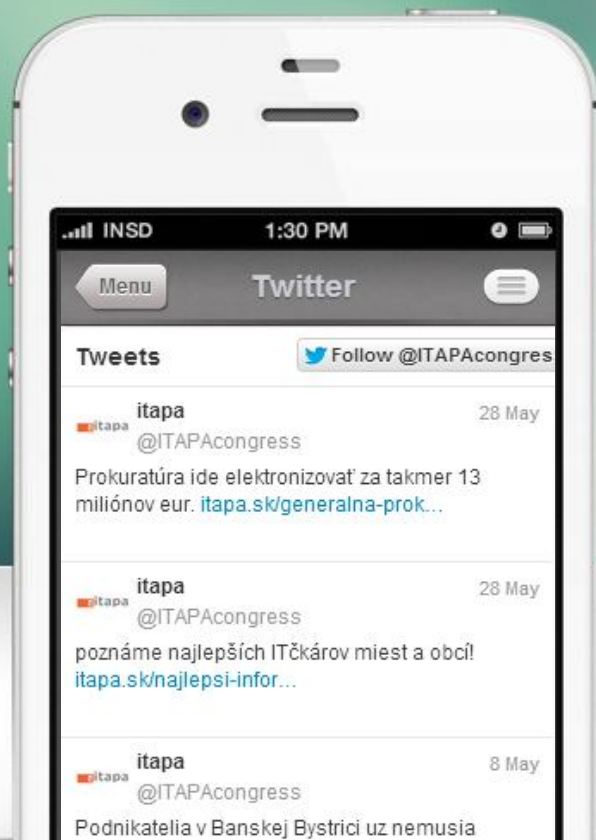 INSD 1:30 PM
Menu Twitter
Tweets Follow @ITAPAcongres
itapa itapa 28 May
@ITAPAcongress
Prokuratúra ide elektronizovať za takmer 13
miliónov eur. itapa.sk/generalna-prok...
itapa itapa 28 May
@ITAPAcongress
poznáme najlepších ITčkárov miest a obcí!
itapa.sk/najlepsi-infor...
itapa itapa 8 May
@ITAPAcongress
Podnikatelia v Banskej Bystrici uz nemusia